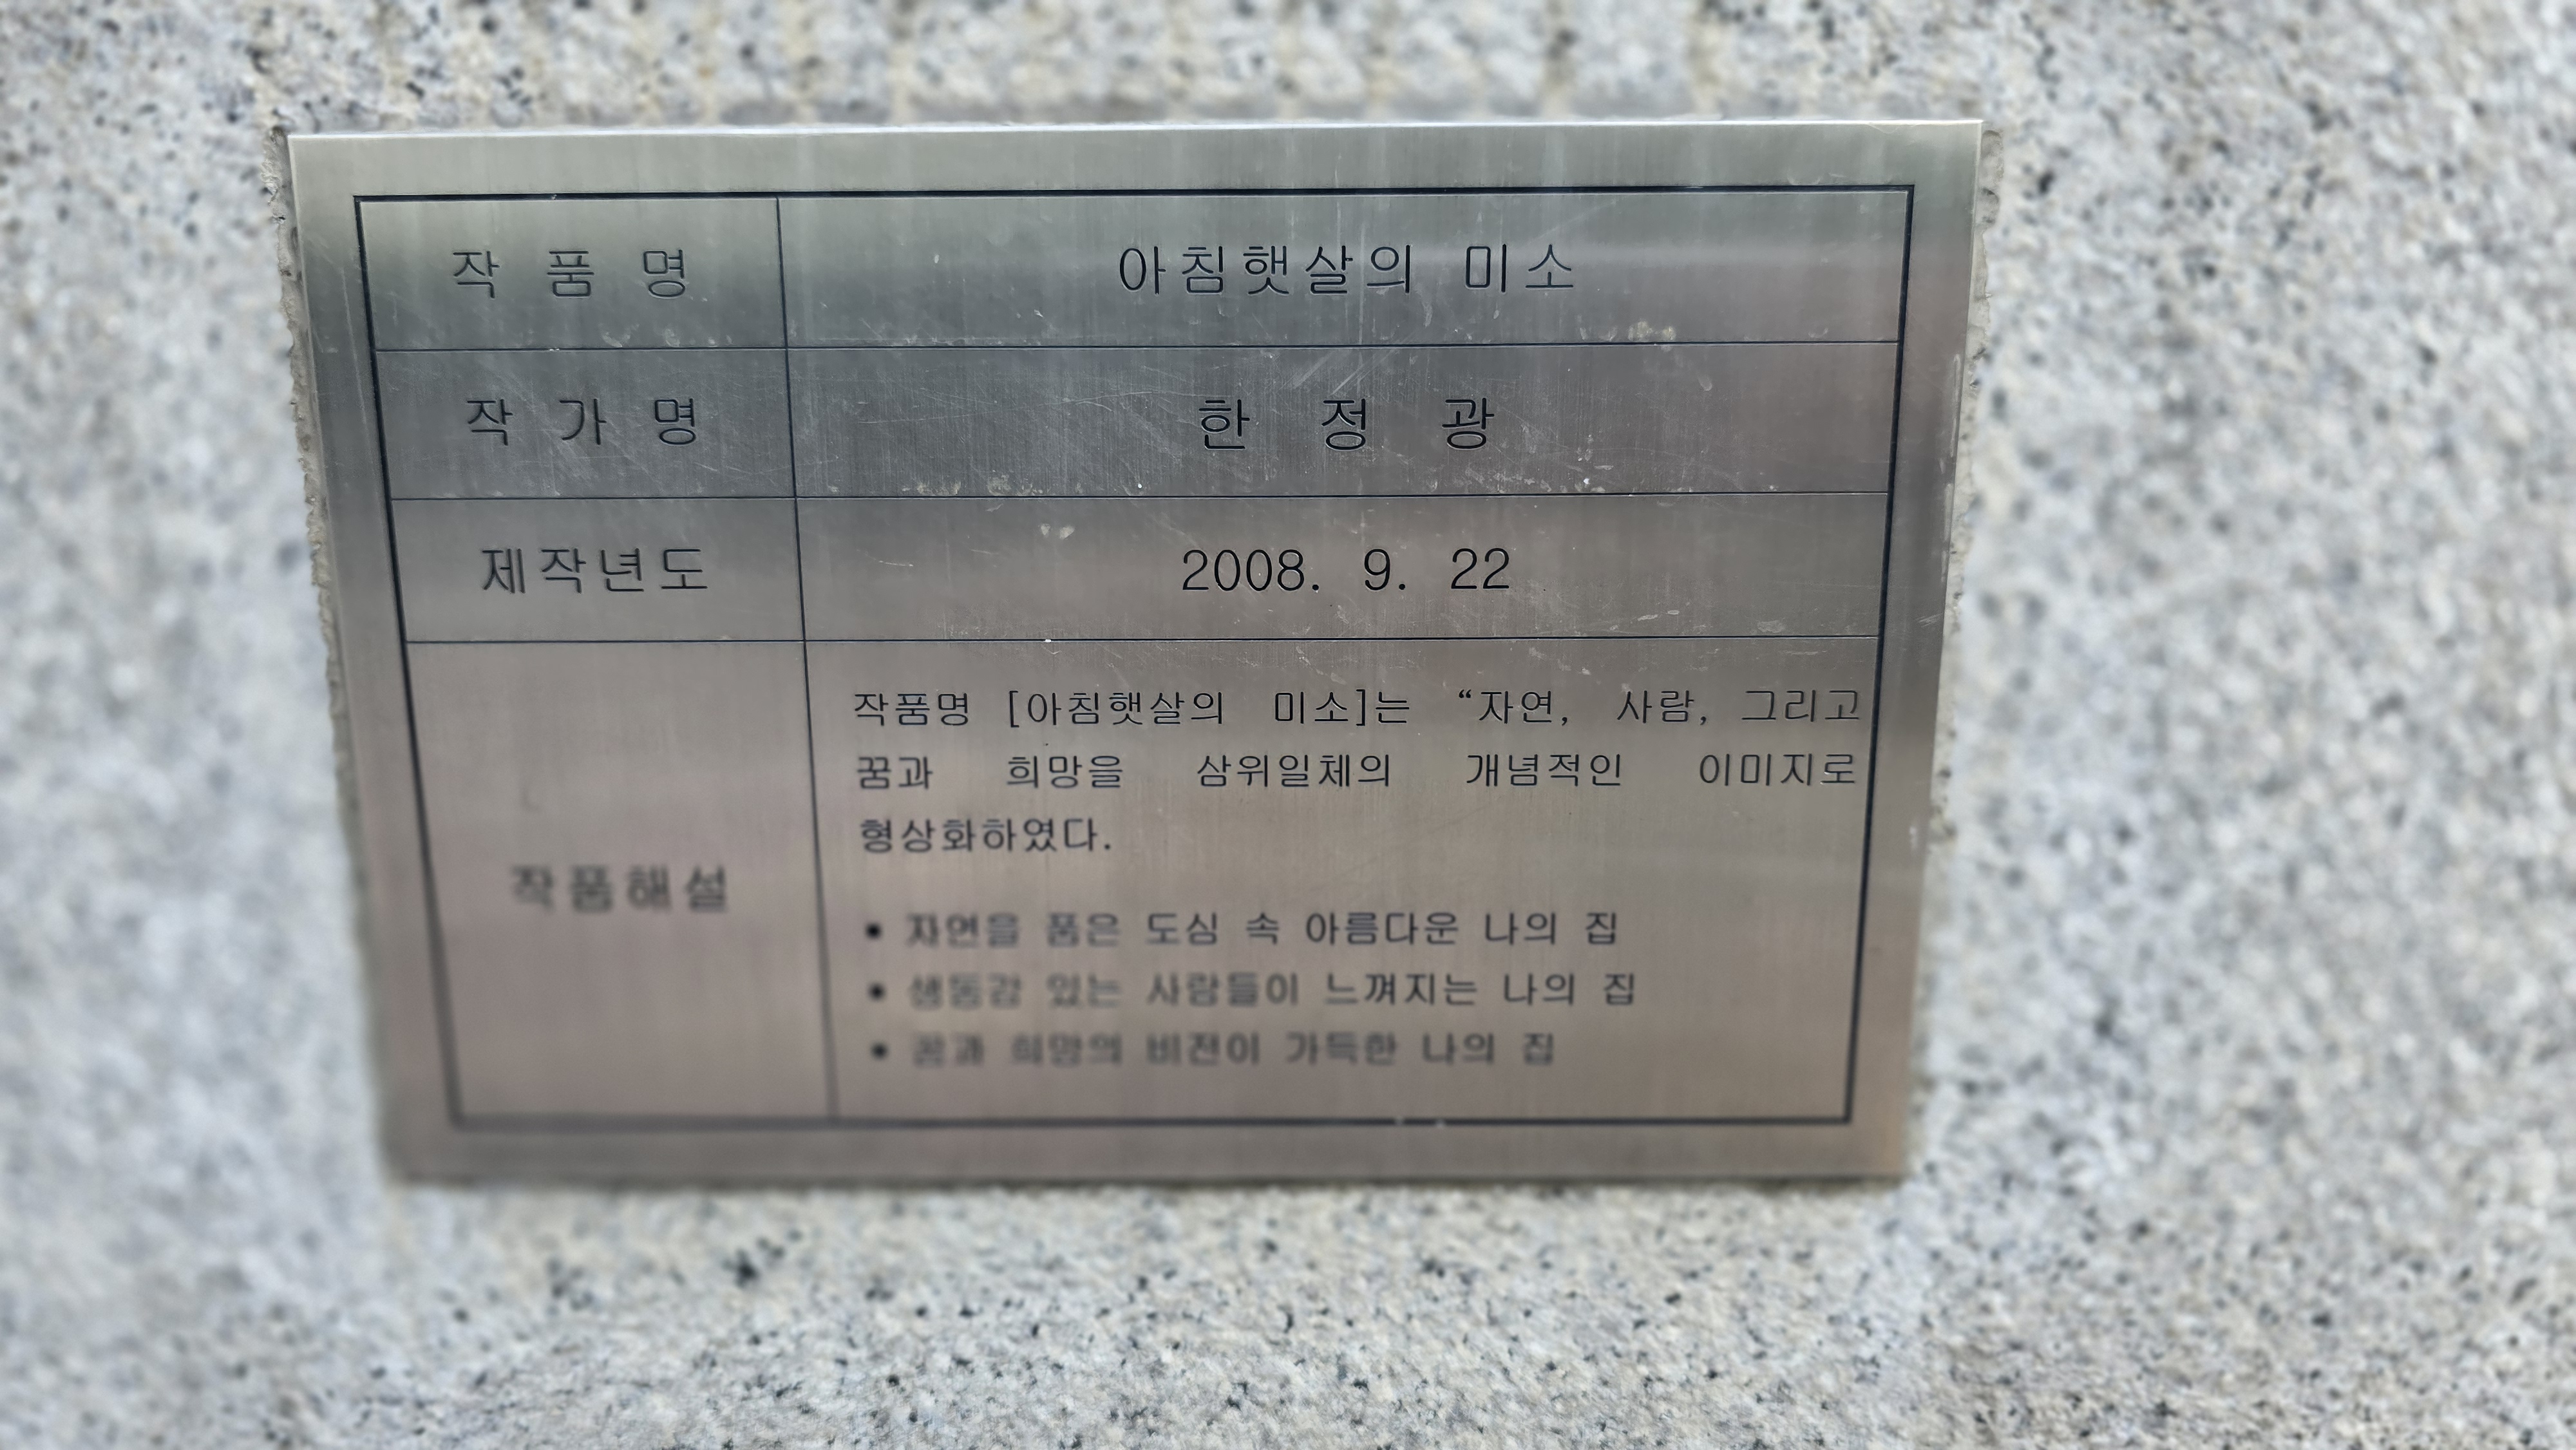 작 품 명 아침햇살의 미소
작 가 명 한 정 광
제작년도 2008. 9. 22
작품해설
작품명 [아침햇살의 미소]는 “자연, 사람, 그리고
꿈과 희망을 삼위일체의 개념적인 이미지로
형상화하였다.
▪ 자연을 품은 도심 속 아름다운 나의 집
▪ 생동감 있는 사람들이 느껴지는 나의 집
▪ 꿈과 희망의 비전이 가득한 나의 집